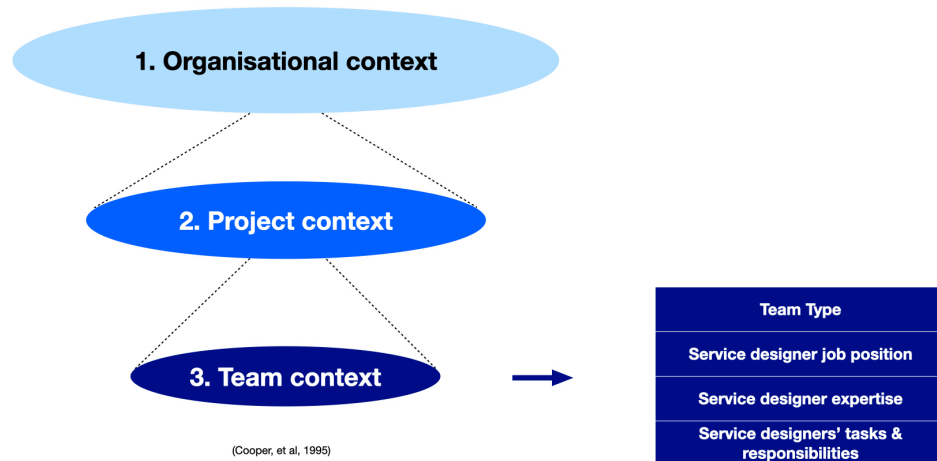 1. Organisational context
2. Project context
3. Team context
(Cooper, et al, 1995)
Team Type
Service designer job position
Service designer expertise
Service designers’ tasks &
responsibilities